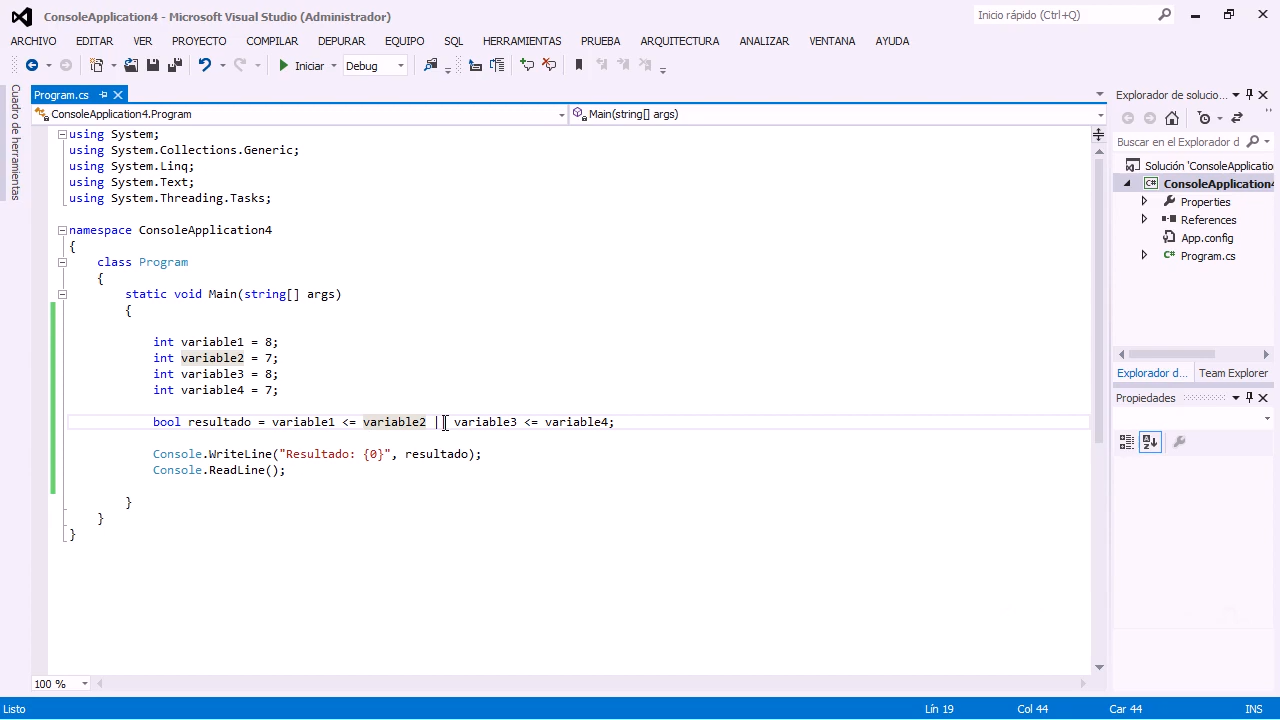 ConsoleApplication4 - Microsoft Visual Studio (Administrador)
Inicio rápido (Ctrl+Q)
ARCHIVO EDITAR VER PROYECTO COMPILAR DEPURAR EQUIPO SQL HERRAMIENTAS PRUEBA ARQUITECTURA ANALIZAR VENTANA AYUDA
Iniciar Debug
Cuadro de herramientas
Program.cs
ConsoleApplication4.Program Main(string[] args)
using System;
using System.Collections.Generic;
using System.Linq;
using System.Text;
using System.Threading.Tasks;
namespace ConsoleApplication4
{
class Program
{
static void Main(string[] args)
{
int variable1 = 8;
int variable2 = 7;
int variable3 = 8;
int variable4 = 7;
bool resultado = variable1 <= variable2 || variable3 <= variable4;
Console.WriteLine("Resultado: {0}", resultado);
Console.ReadLine();
}
}
}
100 %
Explorador de solucio...
Buscar en el Explorador d
Solución 'ConsoleApplicatio
ConsoleApplication4
Properties
References
App.config
Program.cs
Explorador d... Team Explorer
Propiedades
Listo Lín 19 Col 44 Car 44 INS